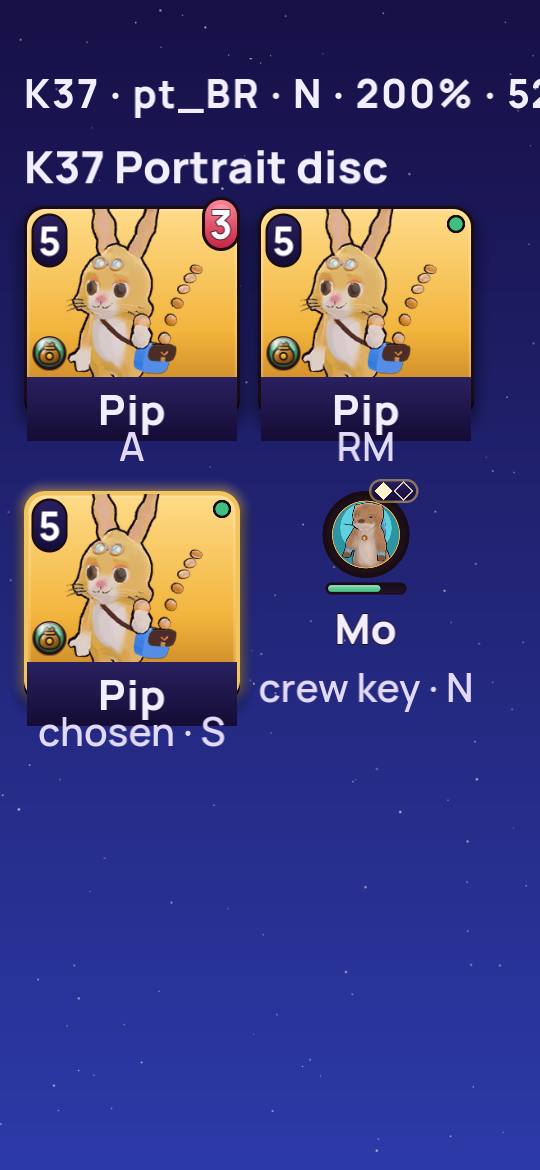 K37 · pt_BR · N · 200% · 52
K37 Portrait disc
5 3 5
Pip Pip
A RM
5
Pip
Mo
chosen · S
crew key · N